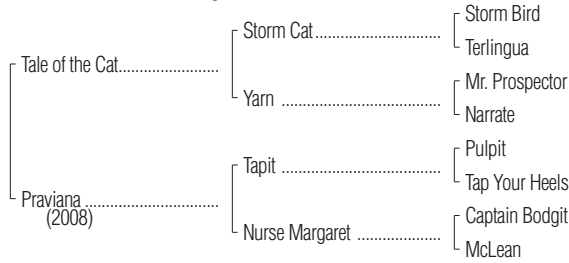 Storm Bird
Storm Cat..............................
Terlingua
Tale of the Cat........................
Mr. Prospector
Yarn ......................................
Narrate
Pulpit
Tapit ......................................
Tap Your Heels
Praviana ................................
(2008)
Captain Bodgit
Nurse Margaret ....................
McLean